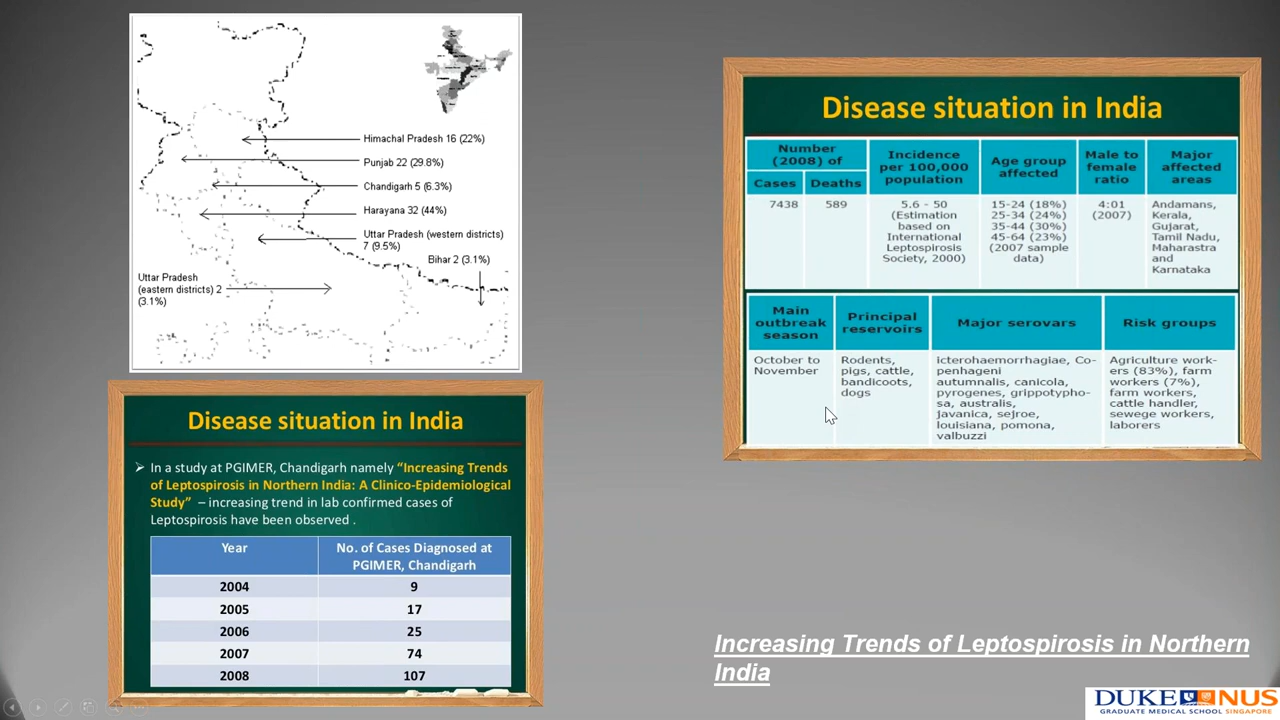 Himachal Pradesh 16 (22%)
Punjab 22 (29.8%)
Chandigarh 5 (6.3%)
Harayana 32 (44%)
Uttar Pradesh (western districts)
7 (9.5%)
Bihar 2 (3.1%)
Uttar Pradesh
(eastern districts) 2
(3.1%)
Disease situation in India
In a study at PGIMER, Chandigarh namely “Increasing Trends
of Leptospirosis in Northern India: A Clinico-Epidemiological
Study” – increasing trend in lab confirmed cases of
Leptospirosis have been observed .
Year
No. of Cases Diagnosed at
PGIMER, Chandigarh
2004 9
2005 17
2006 25
2007 74
2008 107
Disease situation in India
Number
(2008) of
Cases Deaths
Incidence
per 100,000
population
Age group
affected
Male to
female
ratio
Major
affected
areas
7438
589
5.6 - 50
(Estimation
based on
International
Leptospirosis
Society, 2000)
15-24 (18%)
25-34 (24%)
35-44 (30%)
45-64 (23%)
(2007 sample
data)
4:01
(2007)
Andamans,
Kerala,
Gujarat,
Tamil Nadu,
Maharastra
and
Karnataka
Main
outbreak
season
Principal
reservoirs
Major serovars
Risk groups
October to
November
Rodents,
pigs, cattle,
bandicoots,
dogs
icterohaemorrhagiae, Co-
penhageni
autumnalis, canicola,
pyrogenes, grippotypho-
sa, australis,
javanica, sejroe,
louisiana, pomona,
valbuzzi
Agriculture work-
ers (83%), farm
workers (7%),
farm workers,
cattle handler,
sewege workers,
laborers
Increasing Trends of Leptospirosis in Northern
India
DUKE NUS
GRADUATE MEDICAL SCHOOL SINGAPORE